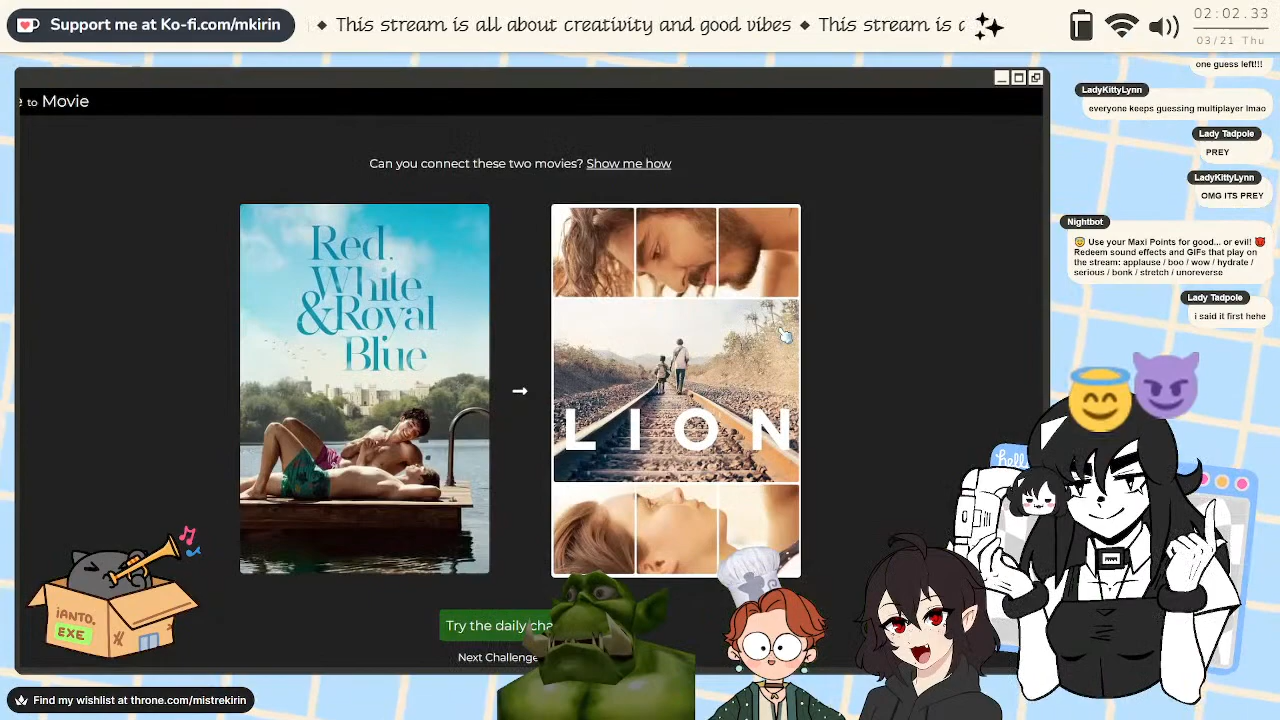 Support me at Ko-fi.com/mkirin
◆ This stream is all about creativity and good vibes ◆ This stream is
02:02.33
03/21 Thu
to Movie
Can you connect these two movies? Show me how
Red,
White
& Royal
Blue
LION
Try the daily cha
Next Challenge
one guess left!!!
LadyKittyLynn
everyone keeps guessing multiplayer lmao
Lady Tadpole
PREY
LadyKittyLynn
OMG ITS PREY
Nightbot
😇 Use your Maxi Points for good... or evil! 👿
Redeem sound effects and GIFs that play on
the stream: applause / boo / wow / hydrate /
serious / bonk / stretch / unoreverse
Lady Tadpole
i said it first hehe
hell
iANTO.
EXE
Find my wishlist at throne.com/mistrekirin